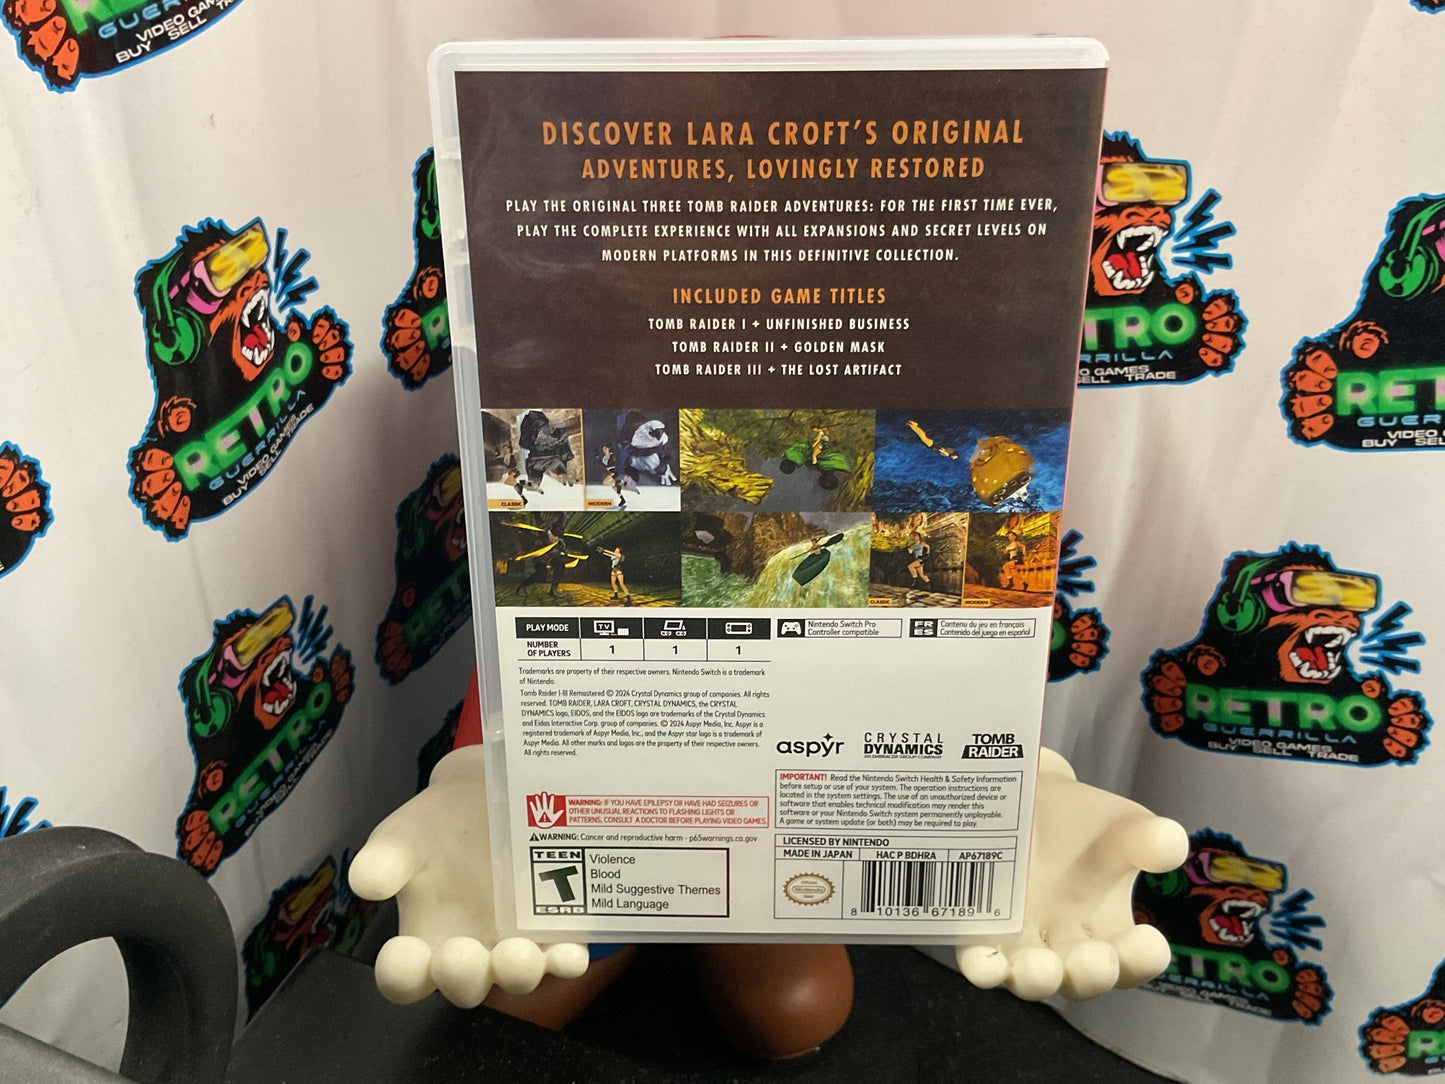 DISCOVER LARA CROFT'S ORIGINAL
ADVENTURES, LOVINGLY RESTORED
PLAY THE ORIGINAL THREE TOMB RAIDER ADVENTURES: FOR THE FIRST TIME EVER,
PLAY THE COMPLETE EXPERIENCE WITH ALL EXPANSIONS AND SECRET LEVELS ON
MODERN PLATFORMS IN THIS DEFINITIVE COLLECTION.
INCLUDED GAME TITLES
TOMB RAIDER I + UNFINISHED BUSINESS
TOMB RAIDER II + GOLDEN MASK
TOMB RAIDER III + THE LOST ARTIFACT
CLASSIC
MODERN
CLASSIC
MODERN
PLAY MODE
TV
NUMBER
OF PLAYERS
1
1
1
Nintendo Switch Pro
Controller compatible
FR
ES
Contenu du jeu en français
Contenido del juego en español
Trademarks are property of their respective owners. Nintendo Switch is a trademark
of Nintendo.
Tomb Raider I-III Remastered © 2024 Crystal Dynamics group of companies. All rights
reserved. TOMB RAIDER, LARA CROFT, CRYSTAL DYNAMICS, the CRYSTAL
DYNAMICS logo, EIDOS, and the EIDOS logo are trademarks of the Crystal Dynamics
and Eidos Interactive Corp. group of companies. © 2024 Aspyr Media, Inc. Aspyr is a
registered trademark of Aspyr Media, Inc., and the Aspyr star logo is a trademark of
Aspyr Media. All other marks and logos are the property of their respective owners.
All rights reserved.
aspyr
CRYSTAL
DYNAMICS
AN EMBRACER GROUP COMPANY
TOMB
RAIDER
WARNING: IF YOU HAVE EPILEPSY OR HAVE HAD SEIZURES OR
OTHER UNUSUAL REACTIONS TO FLASHING LIGHTS OR
PATTERNS, CONSULT A DOCTOR BEFORE PLAYING VIDEO GAMES.
WARNING: Cancer and reproductive harm - p65warnings.ca.gov
IMPORTANT! Read the Nintendo Switch Health & Safety Information
before setup or use of your system. The operation instructions are
located in the system settings. The use of an unauthorized device or
software that enables technical modification may render this
or your Nintendo Switch system permanently unplayable.
A game or system update (or both) may be required to play.
TEEN
T
ESRB
Violence
Blood
Mild Suggestive Themes
Mild Language
LICENSED BY NINTENDO
MADE IN JAPAN
HAC P BDHRA
AP67189C
Nintendo
8 10136 67189 6
RETRO
GUERRILLA
VIDEO GAMES
BUY SELL TRADE